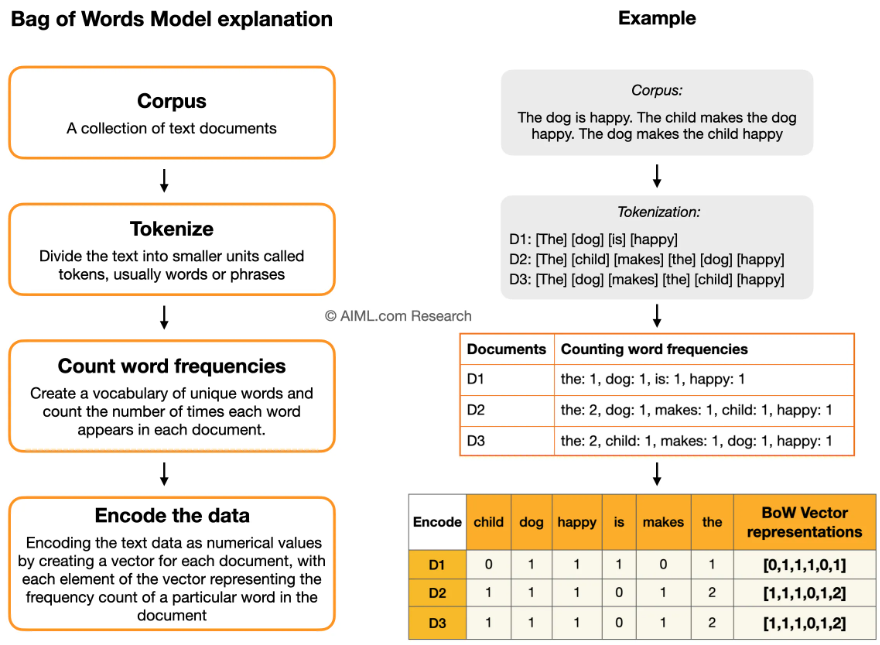 Bag of Words Model explanation
Corpus
A collection of text documents
Tokenize
Divide the text into smaller units called
tokens, usually words or phrases
Count word frequencies
Create a vocabulary of unique words and
count the number of times each word
appears in each document.
Encode the data
Encoding the text data as numerical values
by creating a vector for each document, with
each element of the vector representing the
frequency count of a particular word in the
document
© AIML.com Research
Example
Corpus:
The dog is happy. The child makes the dog
happy. The dog makes the child happy
Tokenization:
D1: [The] [dog] [is] [happy]
D2: [The] [child] [makes] [the] [dog] [happy]
D3: [The] [dog] [makes] [the] [child] [happy]
Documents Counting word frequencies
D1 the: 1, dog: 1, is: 1, happy: 1
D2 the: 2, dog: 1, makes: 1, child: 1, happy: 1
D3 the: 2, child: 1, makes: 1, dog: 1, happy: 1
Encode child dog happy is makes the BoW Vector
representations
D1 0 1 1 1 0 1 [0,1,1,1,0,1]
D2 1 1 1 0 1 2 [1,1,1,0,1,2]
D3 1 1 1 0 1 2 [1,1,1,0,1,2]